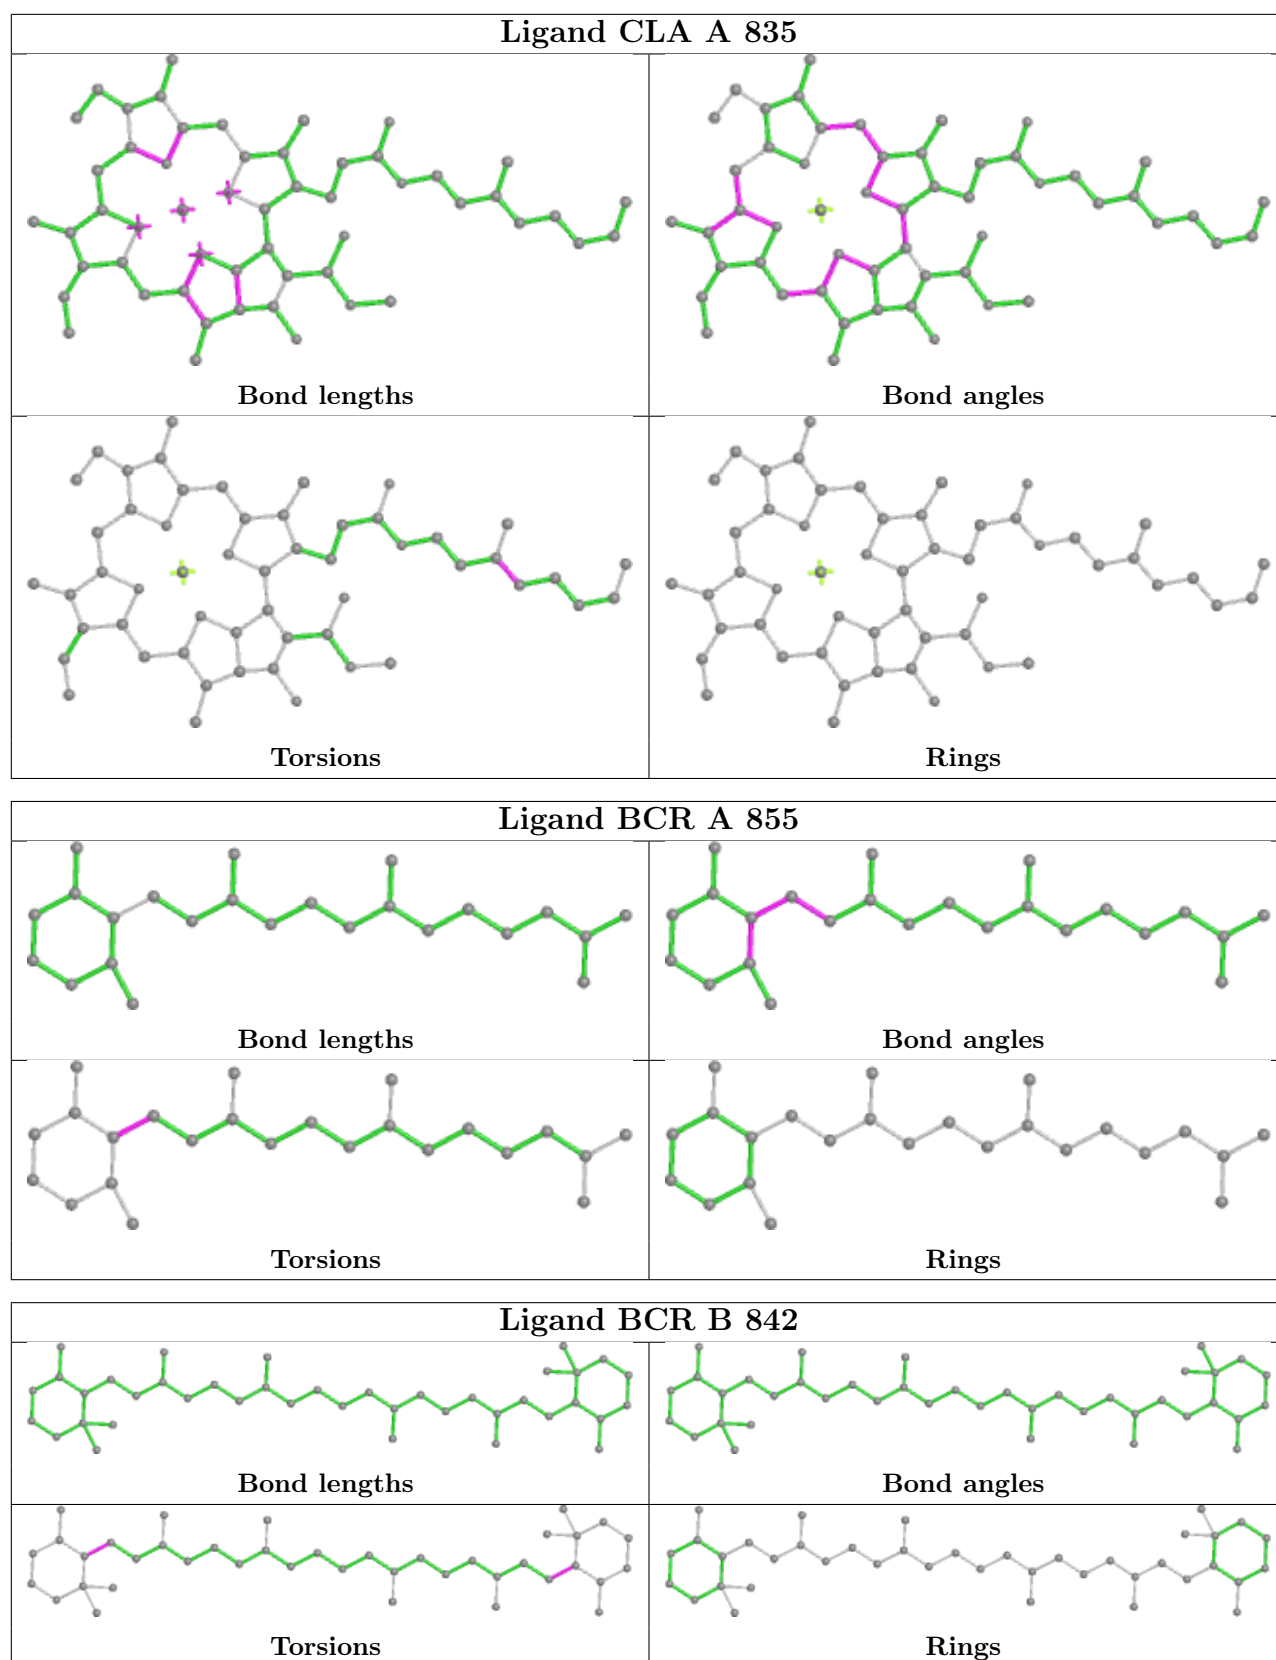 Ligand CLA A 835
Bond lengths
Bond angles
Torsions
Rings
Ligand BCR A 855
Bond lengths
Bond angles
Torsions
Rings
Ligand BCR B 842
Bond lengths
Bond angles
Torsions
Rings